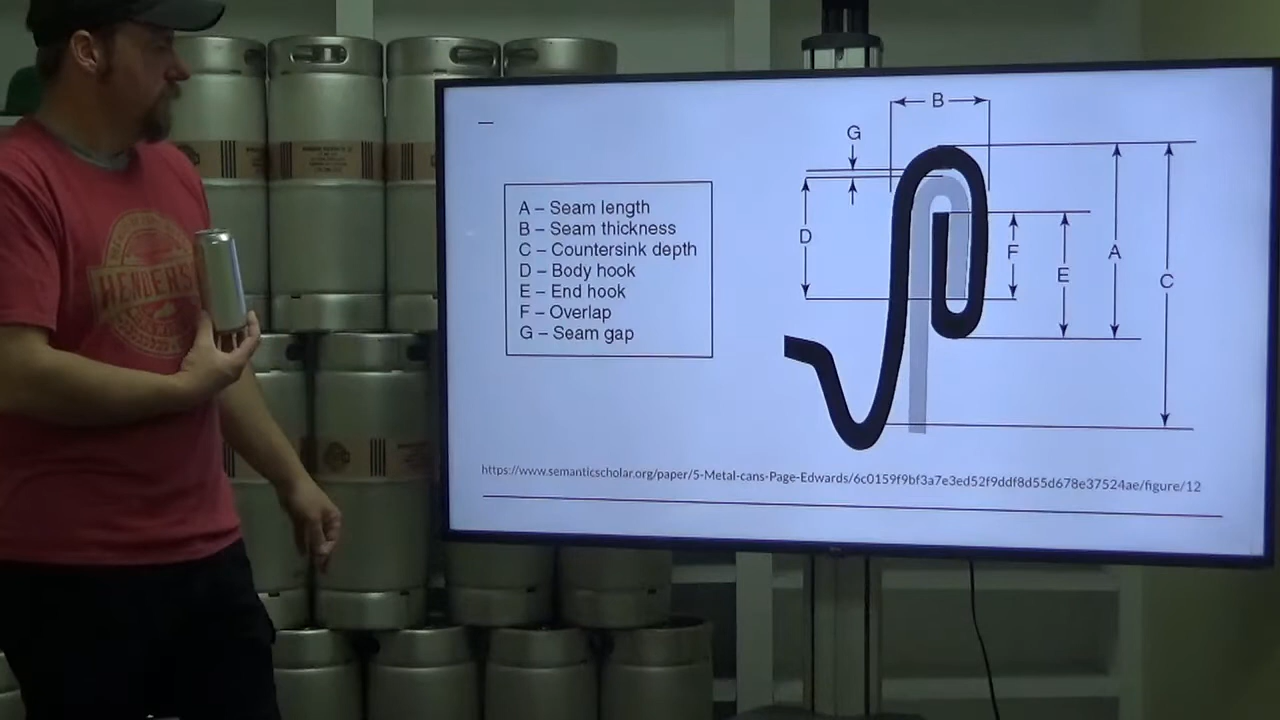 A – Seam length
B – Seam thickness
C – Countersink depth
D – Body hook
E – End hook
F – Overlap
G – Seam gap
B
G
D
F
E
A
C
https://www.semanticscholar.org/paper/5-Metal-cans-Page-Edwards/6c0159f9bf3a7e3ed52f9ddf8d55d678e37524ae/figure/12